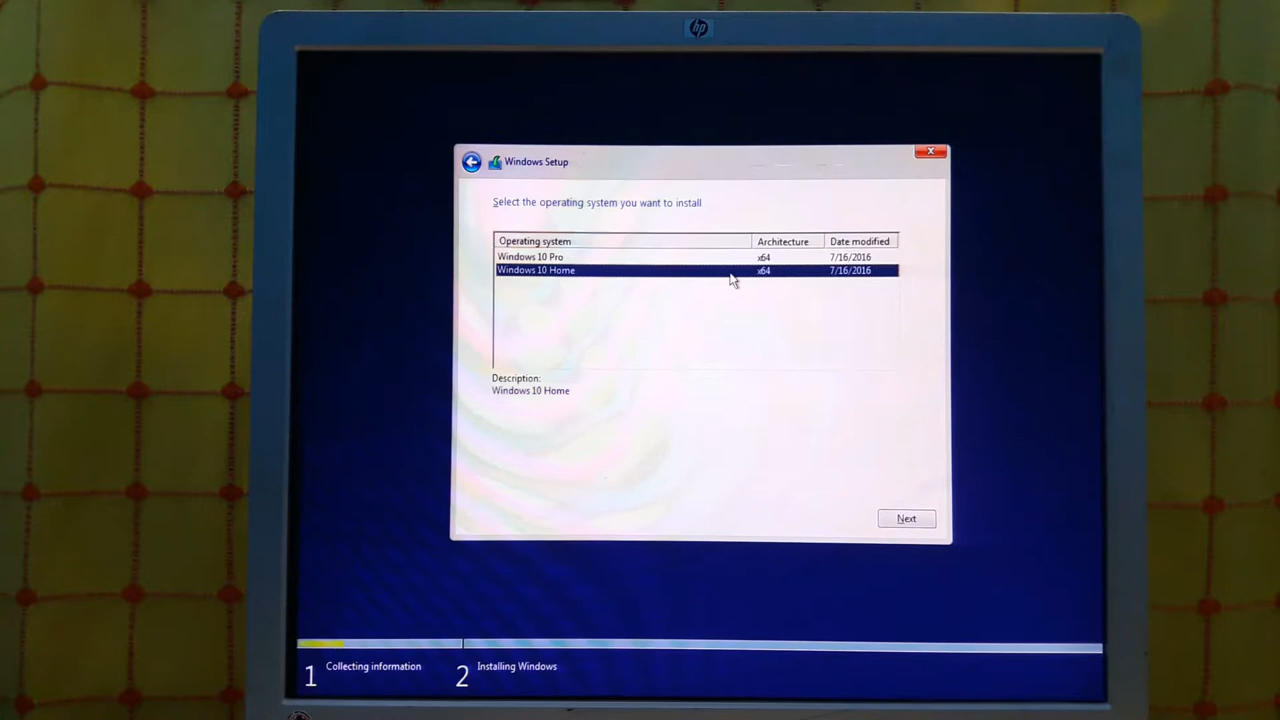 hp
Windows Setup
Select the operating system you want to install
Operating system Architecture Date modified
Windows 10 Pro x64 7/16/2016
Windows 10 Home x64 7/16/2016
Description:
Windows 10 Home
Next
1 Collecting information 2 Installing Windows